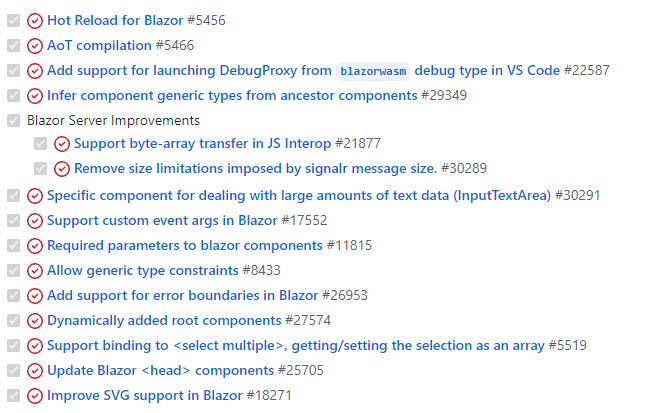 Hot Reload for Blazor #5456
AoT compilation #5466
Add support for launching DebugProxy from blazorwasm debug type in VS Code #22587
Infer component generic types from ancestor components #29349
Blazor Server Improvements
Support byte-array transfer in JS Interop #21877
Remove size limitations imposed by signalr message size. #30289
Specific component for dealing with large amounts of text data (InputTextArea) #30291
Support custom event args in Blazor #17552
Required parameters to blazor components #11815
Allow generic type constraints #8433
Add support for error boundaries in Blazor #26953
Dynamically added root components #27574
Support binding to <select multiple>, getting/setting the selection as an array #5519
Update Blazor <head> components #25705
Improve SVG support in Blazor #18271